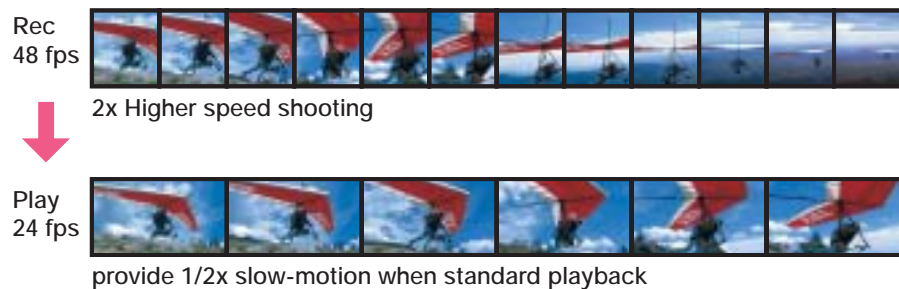 Rec
48 fps
2x Higher speed shooting
Play
24 fps
provide 1/2x slow-motion when standard playback